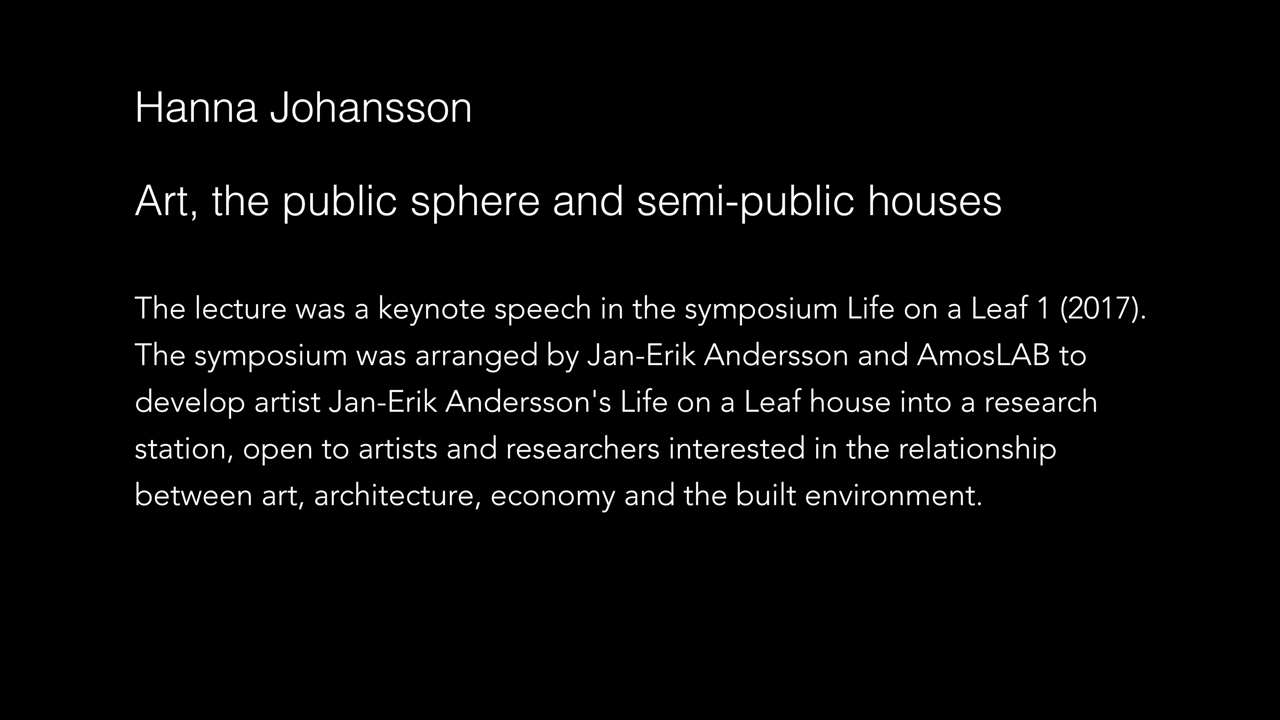 Hanna Johansson
Art, the public sphere and semi-public houses
The lecture was a keynote speech in the symposium Life on a Leaf 1 (2017).
The symposium was arranged by Jan-Erik Andersson and AmosLAB to
develop artist Jan-Erik Andersson's Life on a Leaf house into a research
station, open to artists and researchers interested in the relationship
between art, architecture, economy and the built environment.